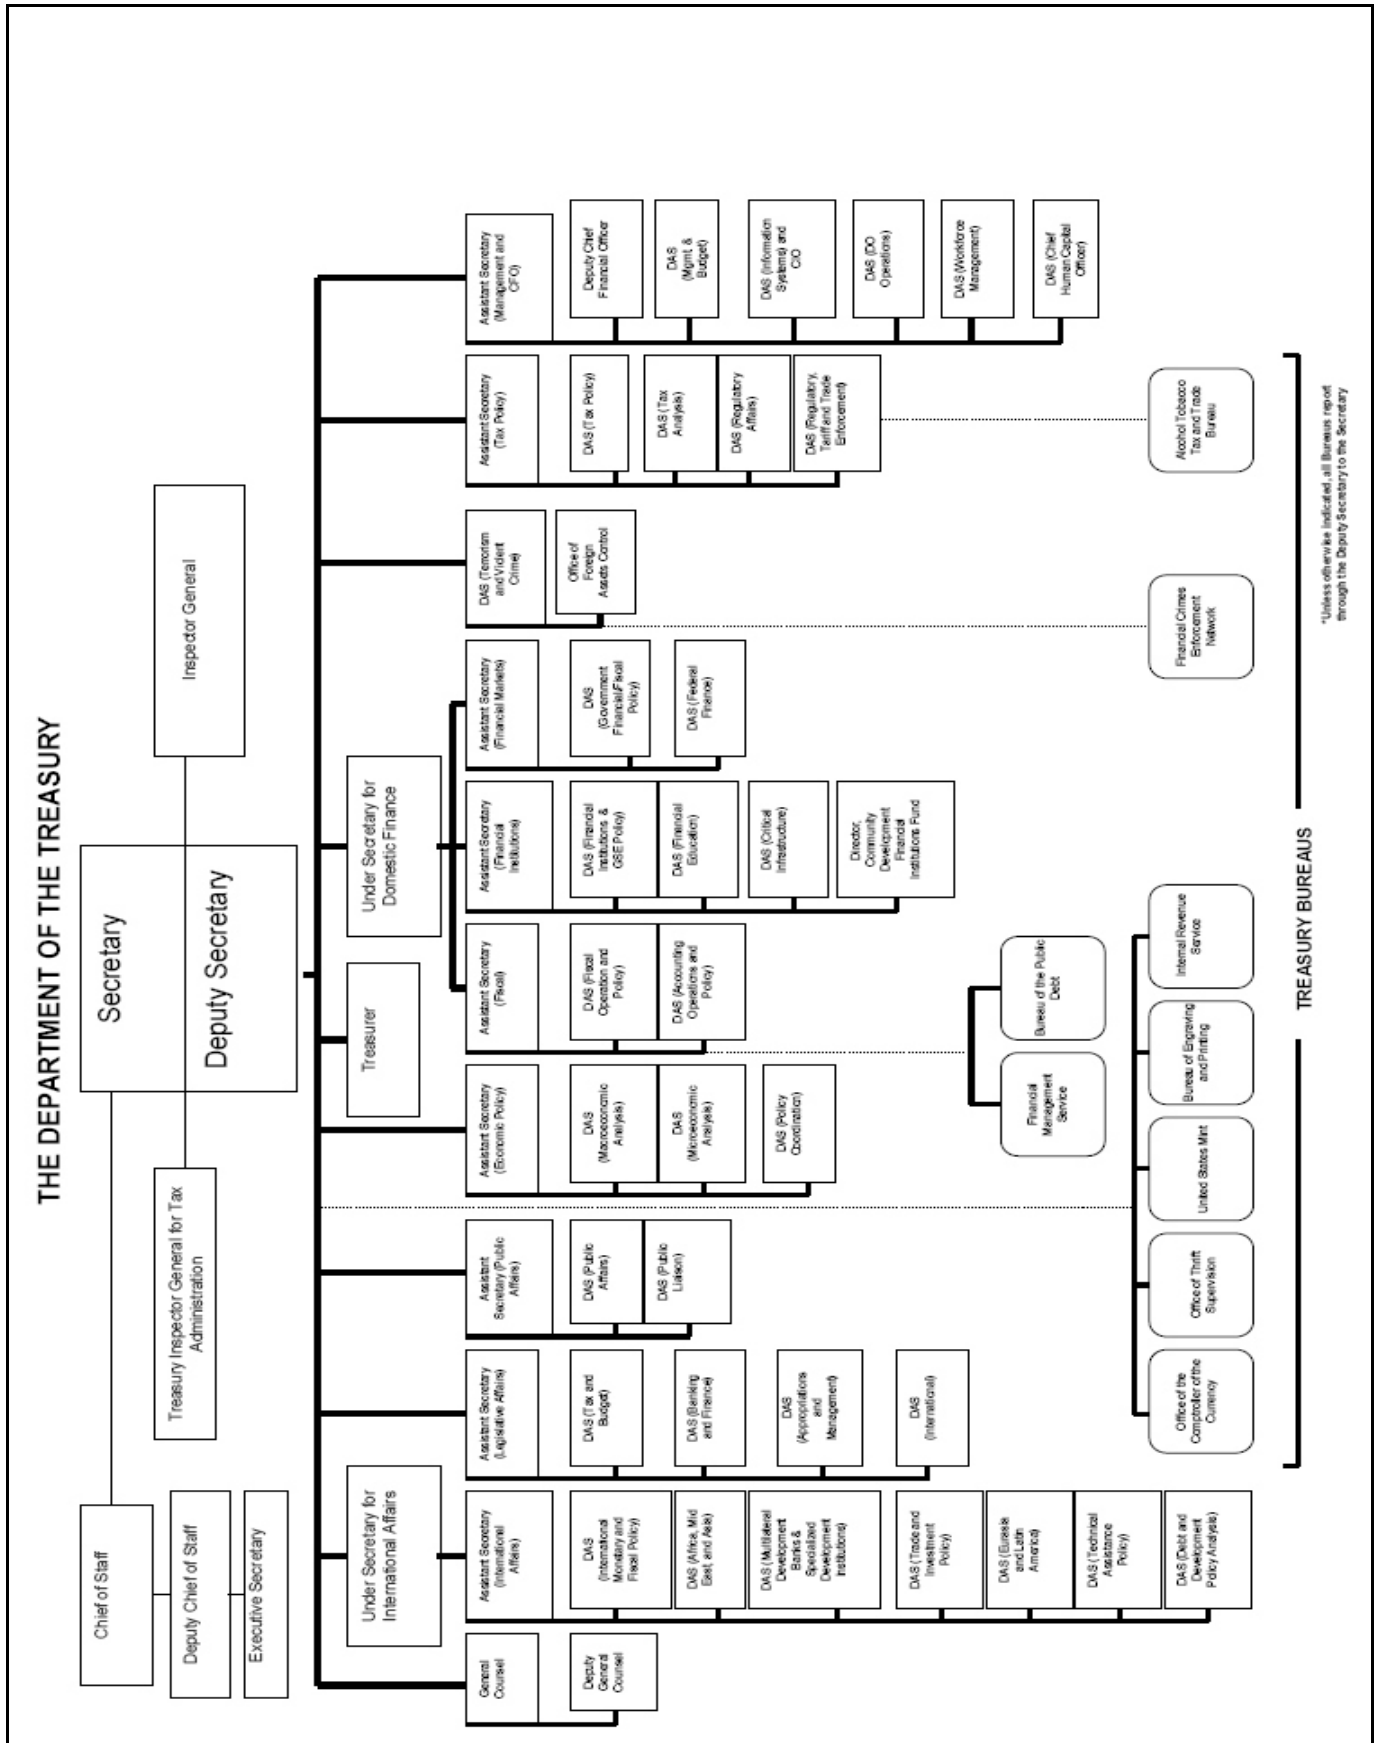 THE DEPARTMENT OF THE TREASURY
Secretary
Deputy Secretary
Chief of Staff
Deputy Chief of Staff
Executive Secretary
Treasury Inspector General for Tax
Administration
Inspector General
Under Secretary for
International Affairs
Treasurer
Under Secretary for
Domestic Finance
General
Counsel
Deputy
General
Counsel
Assistant Secretary
(International
Affairs)
DAS
(International
Monetary and
Fiscal Policy)
DAS (Africa, Mid
East, and Asia)
DAS (Multilateral
Development
Banks &
Specialized
Development
Institutions)
DAS (Trade and
Investment
Policy)
DAS (Eurasia
and Latin
America)
DAS (Technical
Assistance
Policy)
DAS (Debt and
Development
Policy Analysis)
Assistant Secretary
(Legislative Affairs)
DAS (Tax and
Budget)
DAS (Banking
and Finance)
DAS
(Appropriations
and
Management)
DAS
(International)
Assistant
Secretary (Public
Affairs)
DAS (Public
Affairs)
DAS (Public
Liaison)
Assistant Secretary
(Economic Policy)
DAS
(Macroeconomic
Analysis)
DAS
(Microeconomic
Analysis)
DAS (Policy
Coordination)
Assistant Secretary
(Fiscal)
DAS (Fiscal
Operation and
Policy)
DAS (Accounting
Operations and
Policy)
Assistant Secretary
(Financial
Institutions)
DAS (Financial
Institutions &
GSE Policy)
DAS (Financial
Education)
DAS (Critical
Infrastructure)
Director,
Community
Development
Financial
Institutions Fund
Assistant Secretary
(Financial Markets)
DAS
(Government
Financial/Fiscal
Policy)
DAS (Federal
Finance)
DAS (Terrorism
and Violent
Crime)
Office of
Foreign
Assets Control
Assistant Secretary
(Tax Policy)
DAS (Tax Policy)
DAS (Tax
Analysis)
DAS (Regulatory
Affairs)
DAS (Regulatory,
Tariff and Trade
Enforcement)
Assistant Secretary
(Management and
CFO)
Deputy Chief
Financial Officer
DAS
(Mgmt. &
Budget)
DAS (Information
Systems) and
CIO
DAS (DO
Operations)
DAS (Workforce
Management)
DAS (Chief
Human Capital
Officer)
Financial
Management
Service
Bureau of the Public
Debt
Office of the
Comptroller of the
Currency
Office of Thrift
Supervision
United States Mint
Bureau of Engraving
and Printing
Internal Revenue
Service
Financial Crimes
Enforcement
Network
Alcohol Tobacco
Tax and Trade
Bureau
TREASURY BUREAUS
*Unless otherwise indicated, all Bureaus report
through the Deputy Secretary to the Secretary